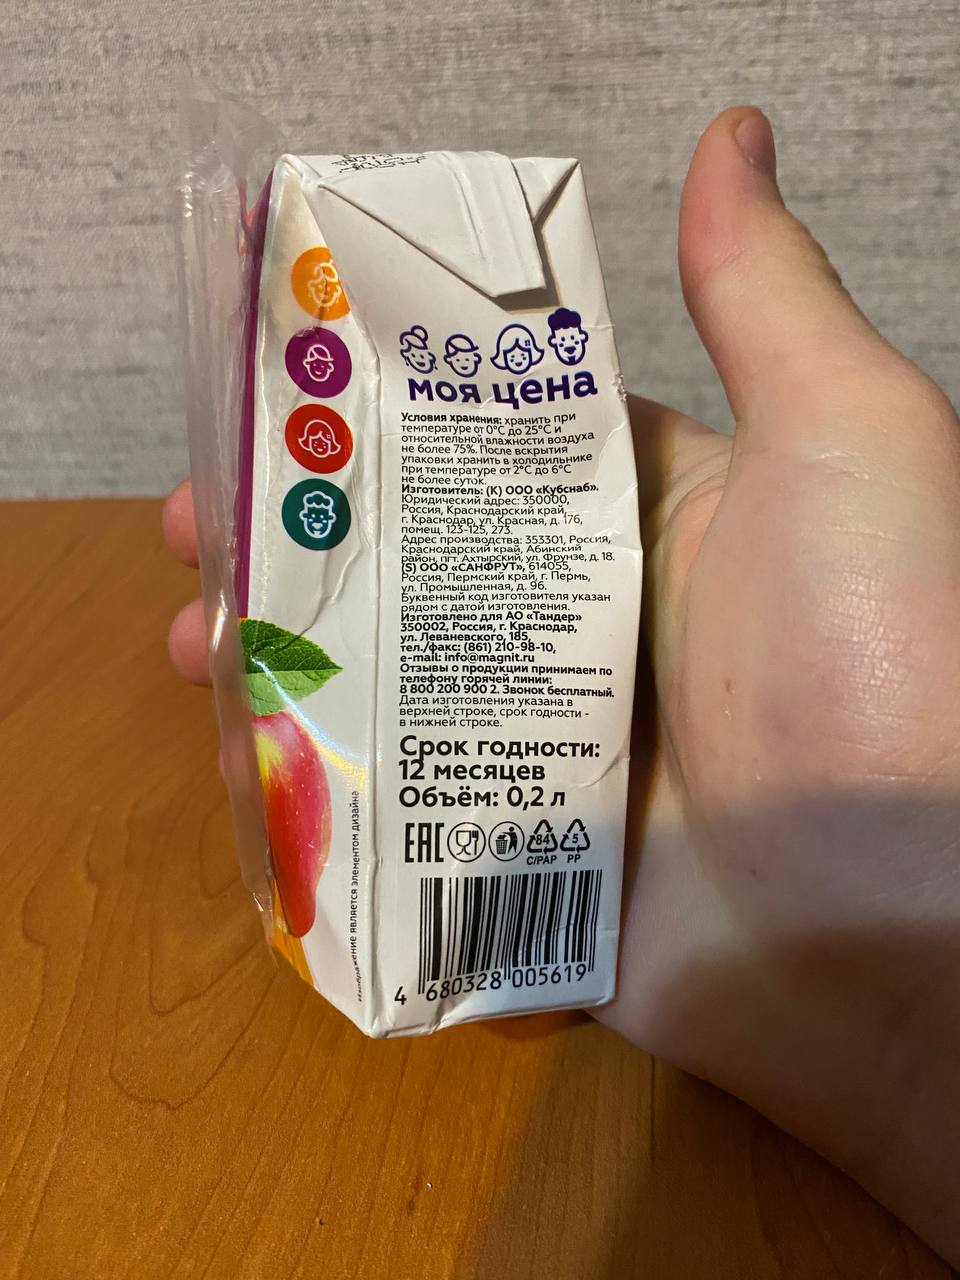 моя цена
Условия хранения: хранить при
температуре от 0°С до 25°С и
относительной влажности воздуха
не более 75%. После вскрытия
упаковки хранить в холодильнике
при температуре от 2°С до 6°С
не более суток.
Изготовитель: (К) ООО «Кубснаб».
Юридический адрес: 350000,
Россия, Краснодарский край,
г. Краснодар, ул. Красная, д. 176,
помещ. 123-125, 273.
Адрес производства: 353301, Россия,
Краснодарский край, Абинский
район, пгт. Ахтырский, ул. Фрунзе, д. 18.
(S) ООО «САНФРУТ», 614055,
Россия, Пермский край, г. Пермь,
ул. Промышленная, д. 96.
Буквенный код изготовителя указан
рядом с датой изготовления.
Изготовлено для АО «Тандер»
350002, Россия, г. Краснодар,
ул. Леваневского, 185,
тел./факс: (861) 210-98-10,
e-mail: info@magnit.ru
Отзывы о продукции принимаем по
телефону горячей линии:
8 800 200 900 2. Звонок бесплатный.
Дата изготовления указана в
верхней строке, срок годности -
в нижней строке.
Срок годности:
12 месяцев
Объём: 0,2 л
EAC
84 5
C/PAP PP
4 680328 005619
Изображение является элементом дизайна